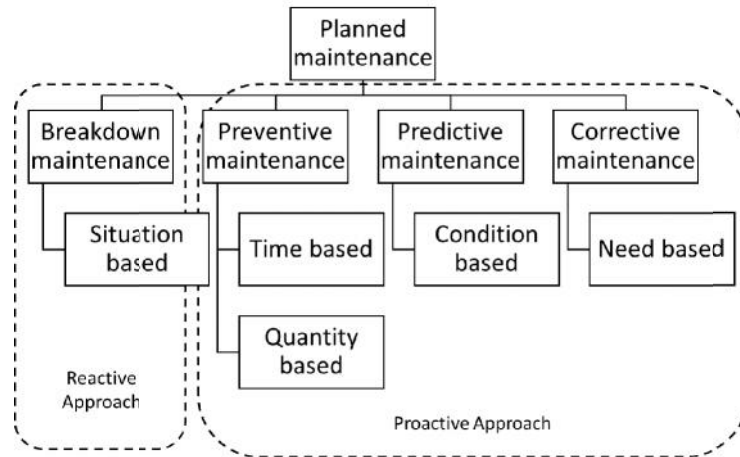 Planned
maintenance
Breakdown
maintenance
Preventive
maintenance
Predictive
maintenance
Corrective
maintenance
Situation
based
Time based
Condition
based
Need based
Quantity
based
Reactive
Approach
Proactive Approach